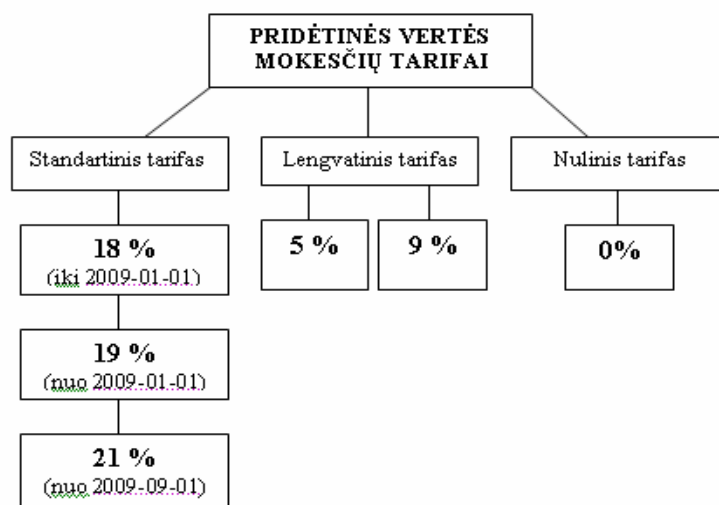 PRIDĖTINĖS VERTĖS
MOKESČIŲ TARIFAI
Standartinis tarifas
Lengvatinis tarifas
Nulinis tarifas
18 %
(iki 2009-01-01)
5 %
9 %
0%
19 %
(nuo 2009-01-01)
21 %
(nuo 2009-09-01)